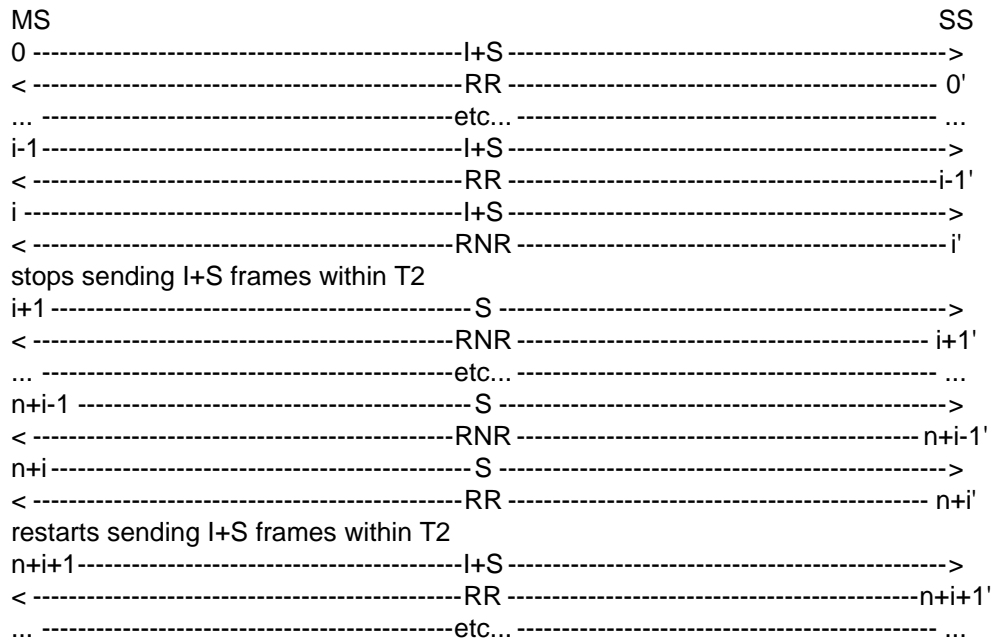 MS SS
0 -----------------------------------------------I+S------------------------------------------------>
< -----------------------------------------------RR ----------------------------------------------- 0'
... ---------------------------------------------etc... ---------------------------------------------- ...
i-1----------------------------------------------I+S------------------------------------------------>
< -----------------------------------------------RR -----------------------------------------------i-1'
i ------------------------------------------------I+S------------------------------------------------>
< ----------------------------------------------RNR----------------------------------------------- i'
stops sending I+S frames within T2
i+1 ---------------------------------------------- S ------------------------------------------------->
< ----------------------------------------------RNR --------------------------------------------- i+1'
... ---------------------------------------------etc... ---------------------------------------------- ...
n+i-1 ------------------------------------------- S ------------------------------------------------->
< ----------------------------------------------RNR -------------------------------------------- n+i-1'
n+i---------------------------------------------- S ------------------------------------------------->
< -----------------------------------------------RR ---------------------------------------------- n+i'
restarts sending I+S frames within T2
n+i+1------------------------------------------I+S ------------------------------------------------>
< -----------------------------------------------RR ---------------------------------------------n+i+1'
... ---------------------------------------------etc... ---------------------------------------------- ...